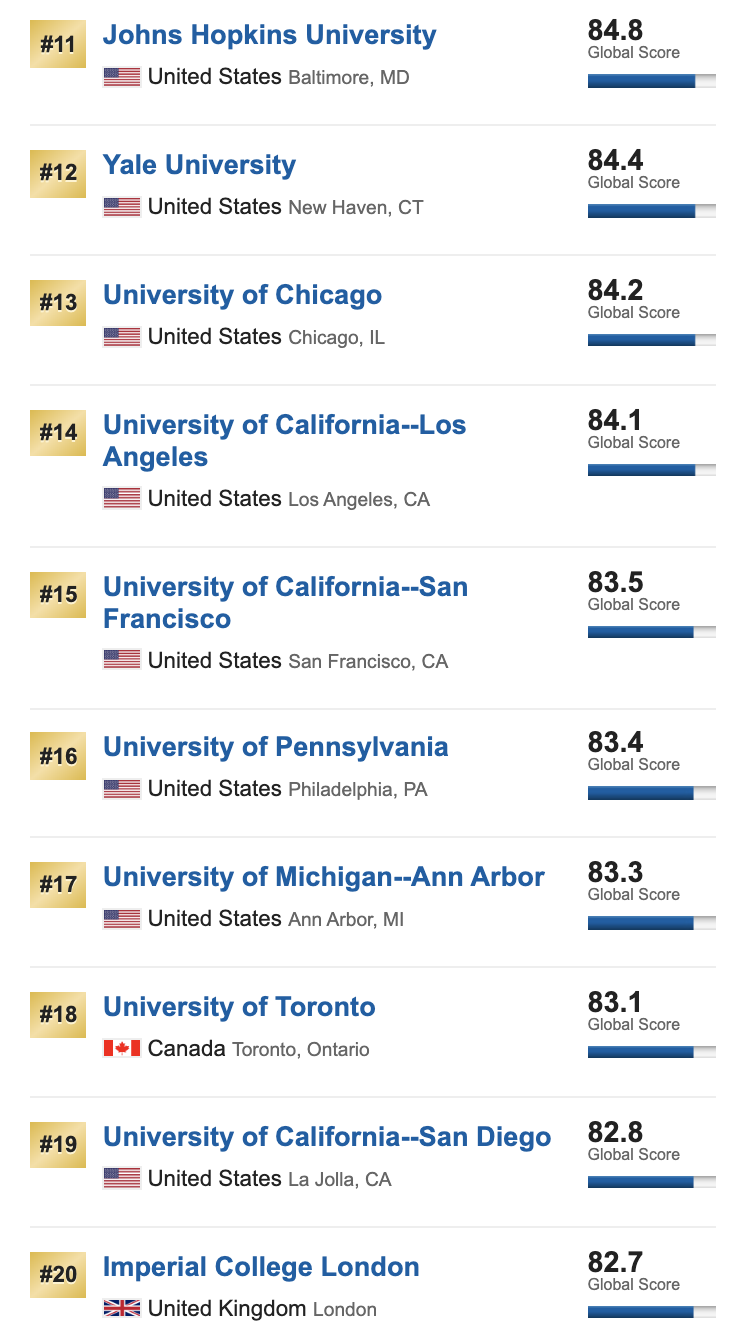 #11
Johns Hopkins University
United States Baltimore, MD
84.8
Global Score
#12
Yale University
United States New Haven, CT
84.4
Global Score
#13
University of Chicago
United States Chicago, IL
84.2
Global Score
#14
University of California--Los
Angeles
United States Los Angeles, CA
84.1
Global Score
#15
University of California--San
Francisco
United States San Francisco, CA
83.5
Global Score
#16
University of Pennsylvania
United States Philadelphia, PA
83.4
Global Score
#17
University of Michigan--Ann Arbor
United States Ann Arbor, MI
83.3
Global Score
#18
University of Toronto
Canada Toronto, Ontario
83.1
Global Score
#19
University of California--San Diego
United States La Jolla, CA
82.8
Global Score
#20
Imperial College London
United Kingdom London
82.7
Global Score